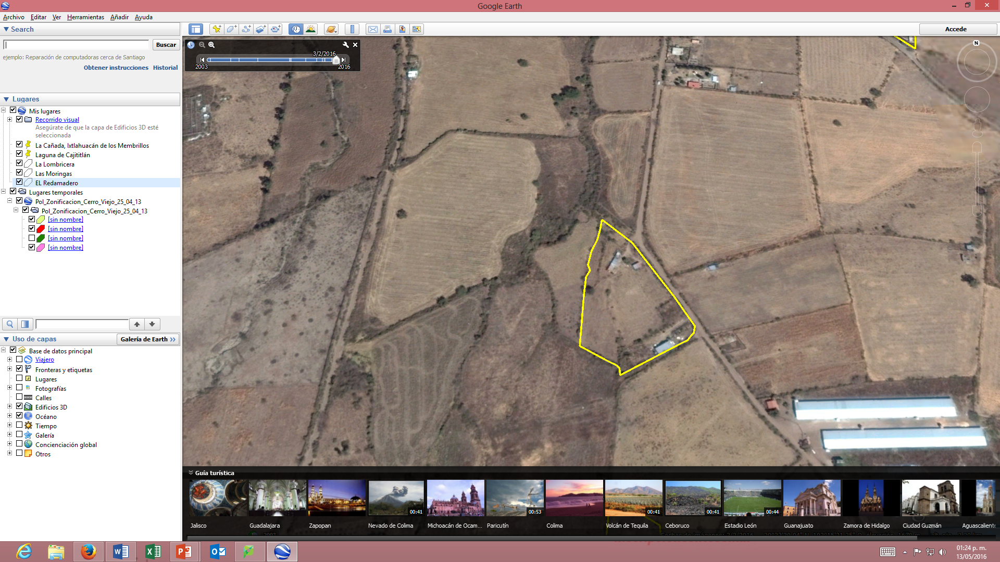 Google Earth
Archivo Editar Ver Herramientas Añadir Ayuda
Search
Buscar
ejemplo: Reparación de computadoras cerca de Santiago
Obtener instrucciones Historial
Lugares
Mis lugares
Recorrido visual
Asegúrate de que la capa de Edificios 3D esté
seleccionada
La Cañada, Ixtlahuacán de los Membrillos
Laguna de Cajititlán
La Lombricera
Las Moringas
EL Redamadero
Lugares temporales
Pol_Zonificacion_Cerro_Viejo_25_04_13
Pol_Zonificacion_Cerro_Viejo_25_04_13
[sin nombre]
[sin nombre]
[sin nombre]
[sin nombre]
Uso de capas
Galería de Earth »
Base de datos principal
Viajero
Fronteras y etiquetas
Lugares
Fotografías
Calles
Edificios 3D
Océano
Tiempo
Galería
Concienciación global
Otros
Accede
3/2/2016
2003
2016
N
Guía turística
00:41
00:53
00:41
00:41
00:44
Jalisco
Guadalajara
Zapopan
Nevado de Colima
Michoacán de Ocam...
Paricutín
Colima
Volcán de Tequila
Ceboruco
Estadio León
Guanajuato
Zamora de Hidalgo
Ciudad Guzmán
Aguascaliente
2003
01:24 p. m.
13/05/2016